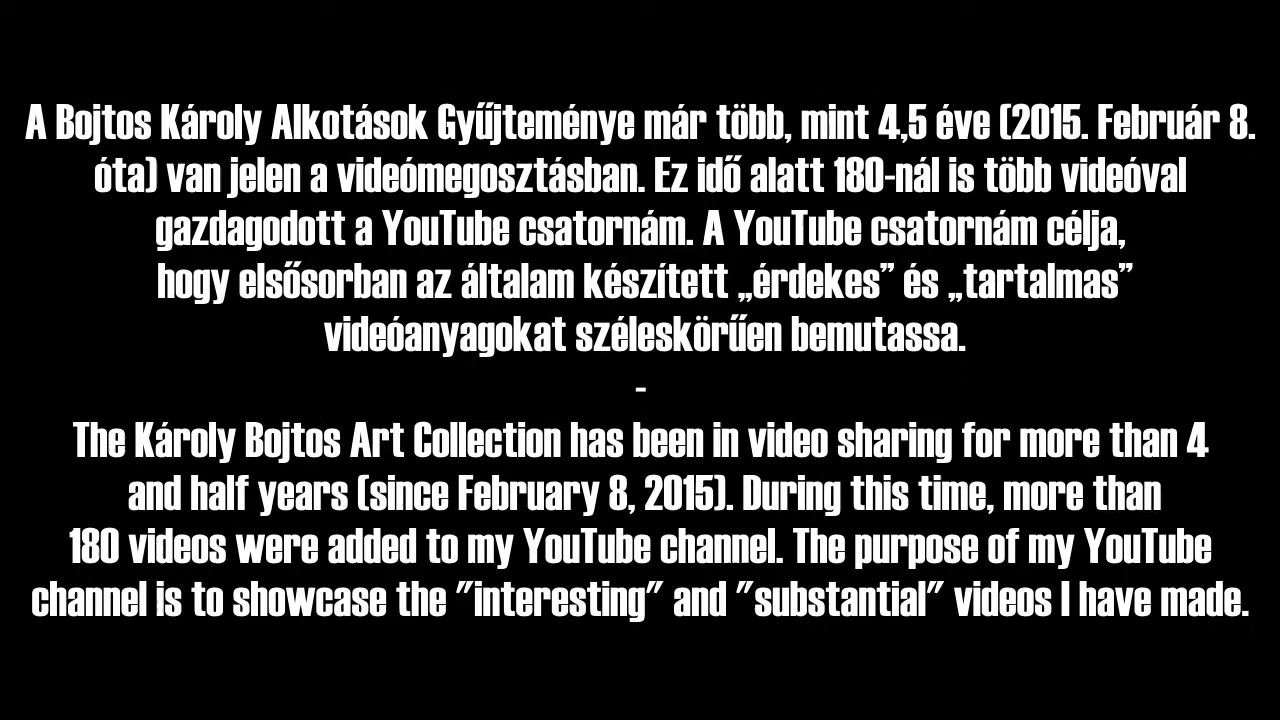 A Bojtos Károly Alkotások Gyűjteménye már több, mint 4,5 éve (2015. Február 8.
óta) van jelen a videómegosztásban. Ez idő alatt 180-nál is több videóval
gazdagodott a YouTube csatornám. A YouTube csatornám célja,
hogy elsősorban az általam készített „érdekes” és „tartalmas”
videóanyagokat széleskörűen bemutassa.
-
The Károly Bojtos Art Collection has been in video sharing for more than 4
and half years (since February 8, 2015). During this time, more than
180 videos were added to my YouTube channel. The purpose of my YouTube
channel is to showcase the "interesting" and "substantial" videos I have made.